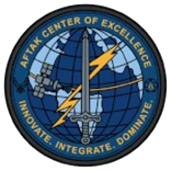 AFTAK CENTER OF EXCELLENCE
INNOVATE. INTEGRATE. DOMINATE.